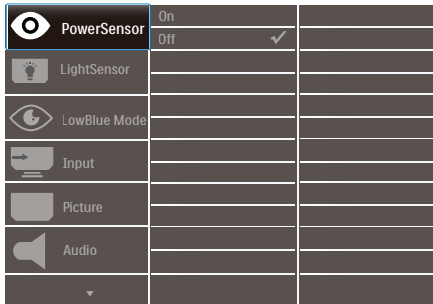 PowerSensor
On
Off
LightSensor
LowBlue Mode
Input
Picture
Audio